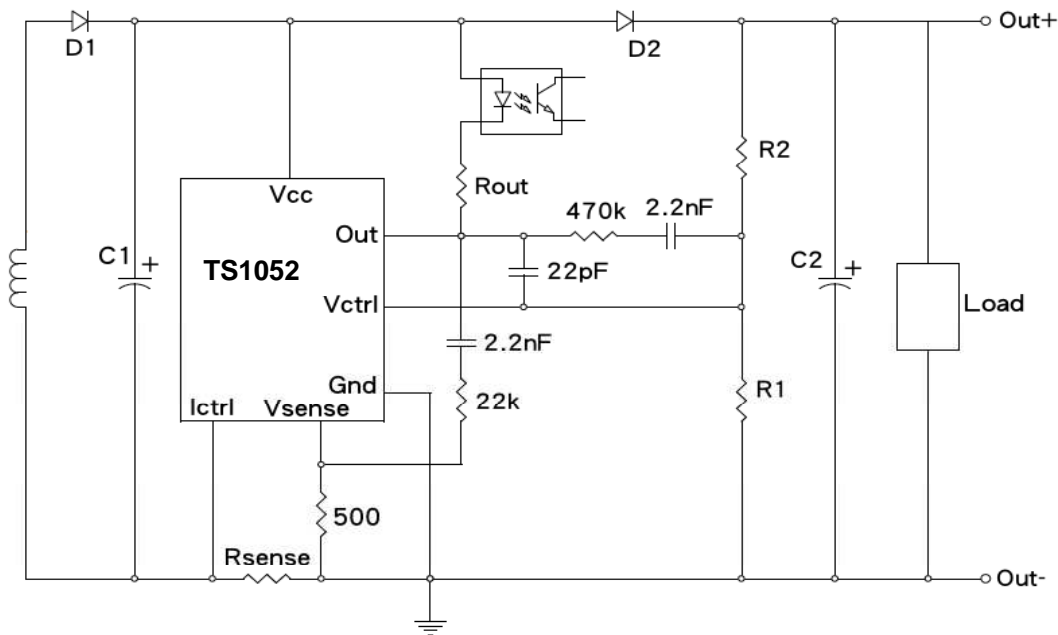 Out+
D1
D2
R2
Rout
Vcc
470k
2.2nF
Out
C1
+
TS1052
22pF
C2
+
Load
Vctrl
2.2nF
Gnd
R1
22k
Ictrl
Vsense
500
Rsense
Out-